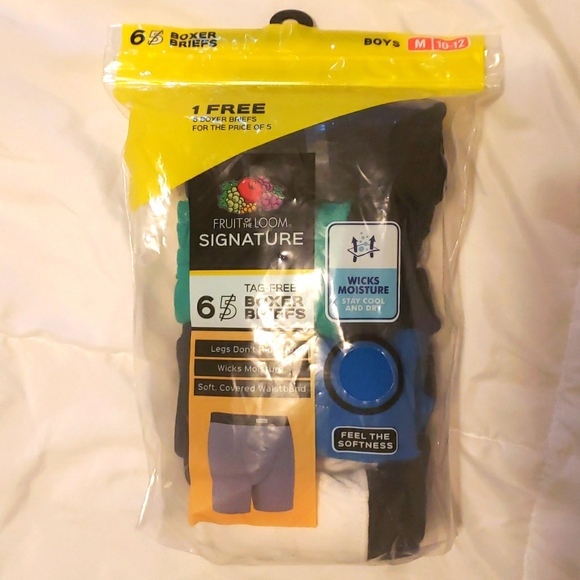 6 5 BOXER
BRIEFS
BOYS M 10-12
1 FREE
6 BOXER BRIEFS
FOR THE PRICE OF 5
FRUIT OF THE LOOM
SIGNATURE
TAG-FREE
6 5 BOXER
BRIEFS
Legs Don't
Wicks Moisture
Soft, Covered Waistband
WICKS
MOISTURE
STAY COOL
AND DRY
FEEL THE
SOFTNESS